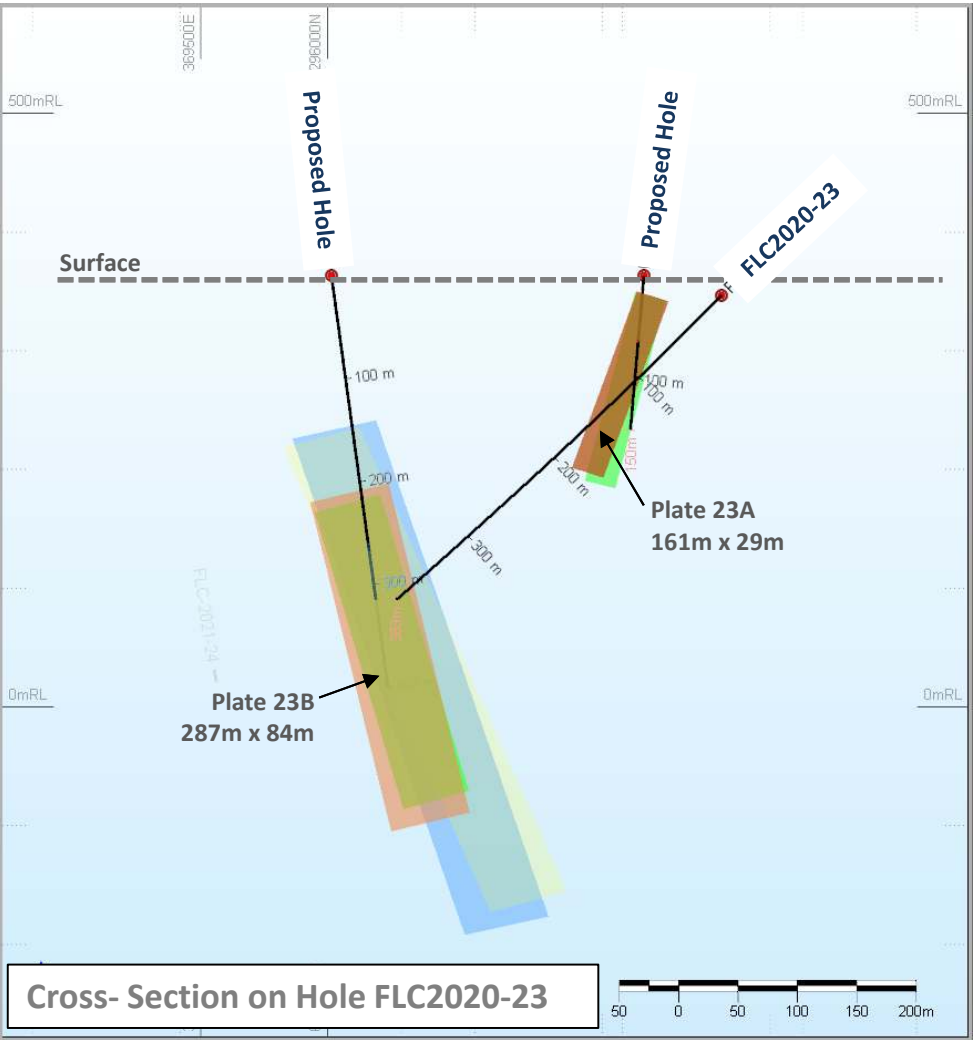 369500E
296000N
500mRL
500mRL
Proposed Hole
Proposed Hole
FLC2020-23
Surface
100 m
100 m
100 m
150m
200 m
200 m
Plate 23A
161m x 29m
300 m
300 m
FLC-2021-24
0mRL
0mRL
Plate 23B
287m x 84m
Cross- Section on Hole FLC2020-23
50
0
50
100
150
200m